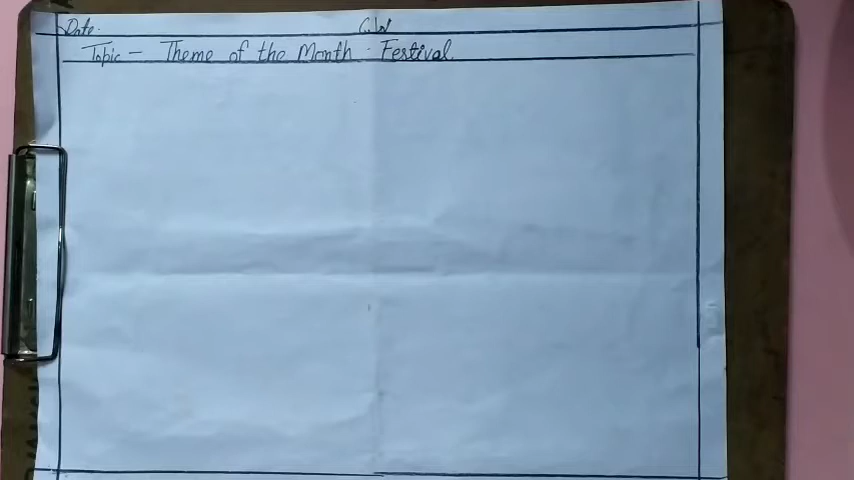 Date. C.W
Topic - Theme of the Month : Festival.